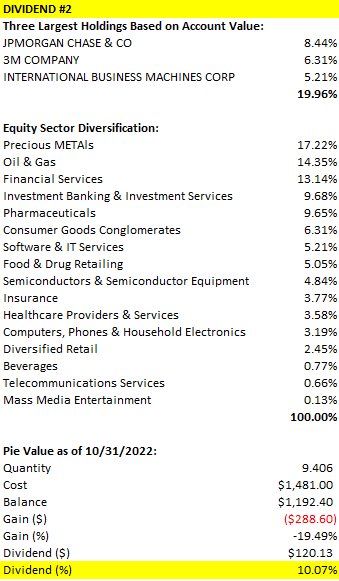 DIVIDEND #2
Three Largest Holdings Based on Account Value:
JPMORGAN CHASE & CO 8.44%
3M COMPANY 6.31%
INTERNATIONAL BUSINESS MACHINES CORP 5.21%
19.96%
Equity Sector Diversification:
Precious METAls 17.22%
Oil & Gas 14.35%
Financial Services 13.14%
Investment Banking & Investment Services 9.68%
Pharmaceuticals 9.65%
Consumer Goods Conglomerates 6.31%
Software & IT Services 5.21%
Food & Drug Retailing 5.05%
Semiconductors & Semiconductor Equipment 4.84%
Insurance 3.77%
Healthcare Providers & Services 3.58%
Computers, Phones & Household Electronics 3.19%
Diversified Retail 2.45%
Beverages 0.77%
Telecommunications Services 0.66%
Mass Media Entertainment 0.13%
100.00%
Pie Value as of 10/31/2022:
Quantity 9.406
Cost $1,481.00
Balance $1,192.40
Gain ($) ($288.60)
Gain (%) -19.49%
Dividend ($) $120.13
Dividend (%) 10.07%